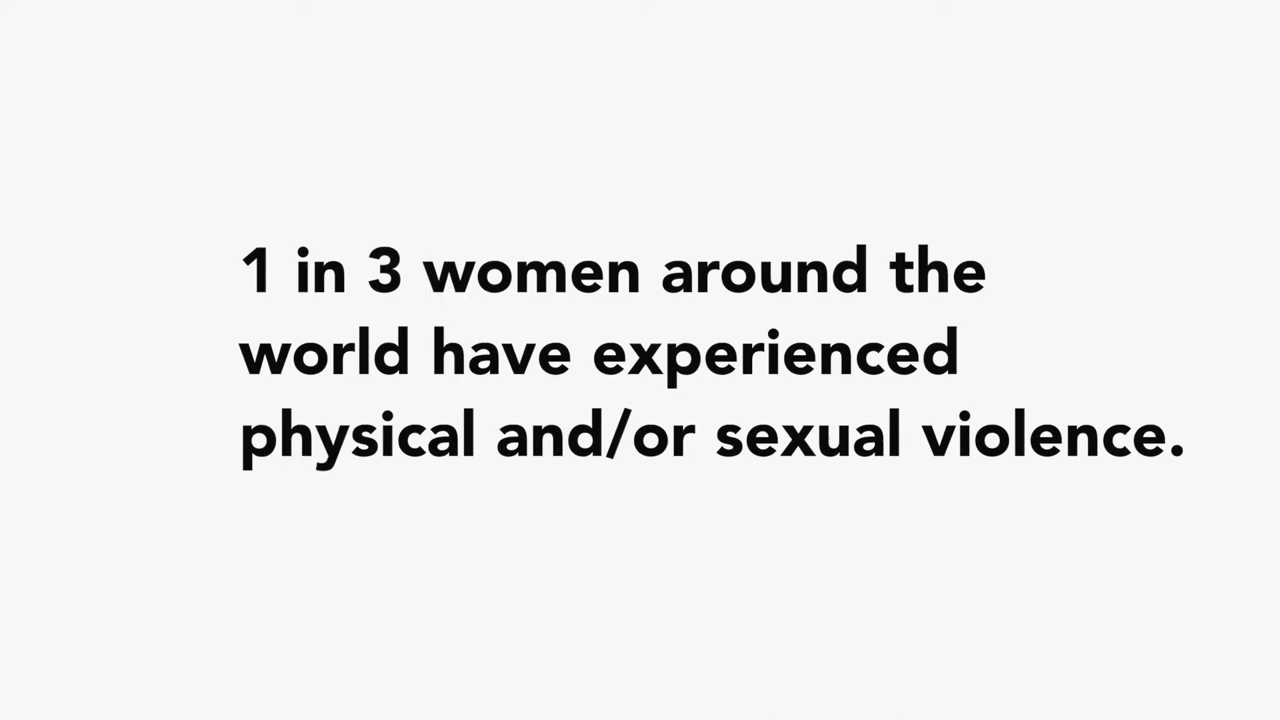 1 in 3 women around the
world have experienced
physical and/or sexual violence.